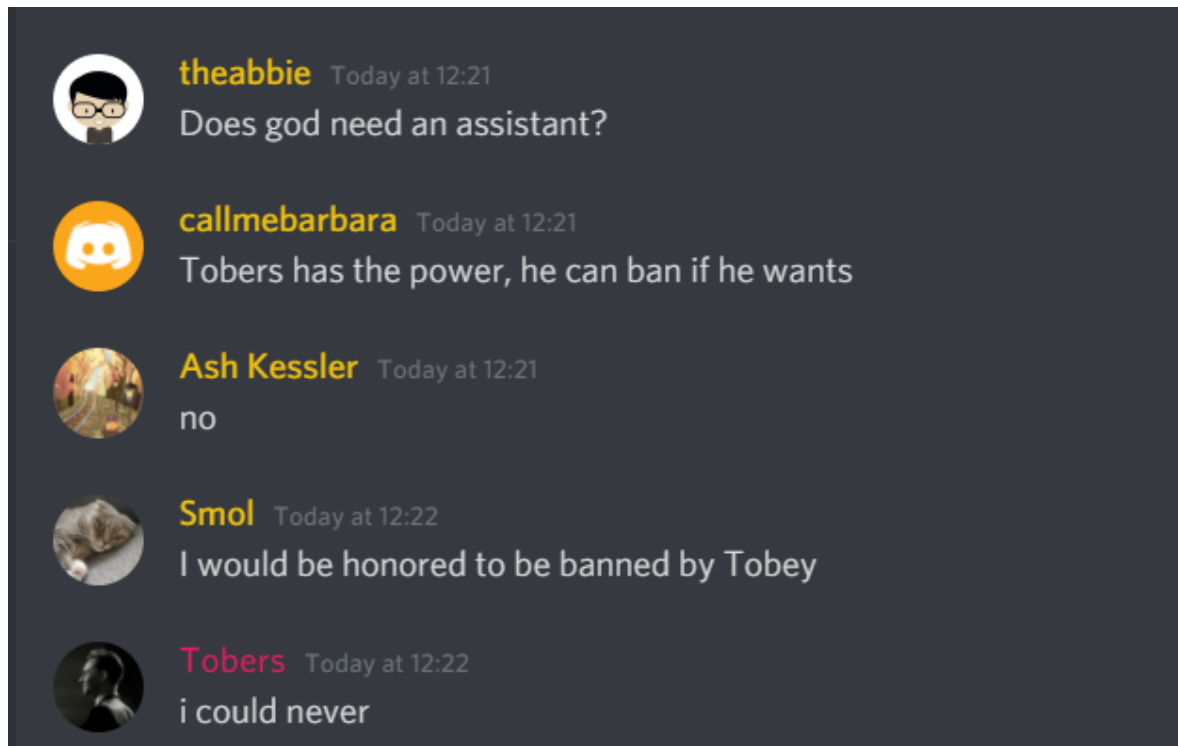 theabbie Today at 12:21
Does god need an assistant?
callmebarbara Today at 12:21
Tobers has the power, he can ban if he wants
Ash Kessler Today at 12:21
no
Smol Today at 12:22
I would be honored to be banned by Tobey
Tobers Today at 12:22
i could never